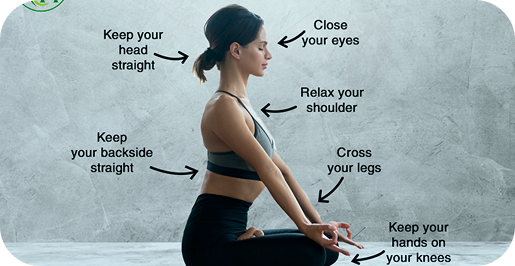 Keep your
head
straight
Close
your eyes
Relax your
shoulder
Keep
your backside
straight
Cross
your legs
Keep your
hands on
your knees